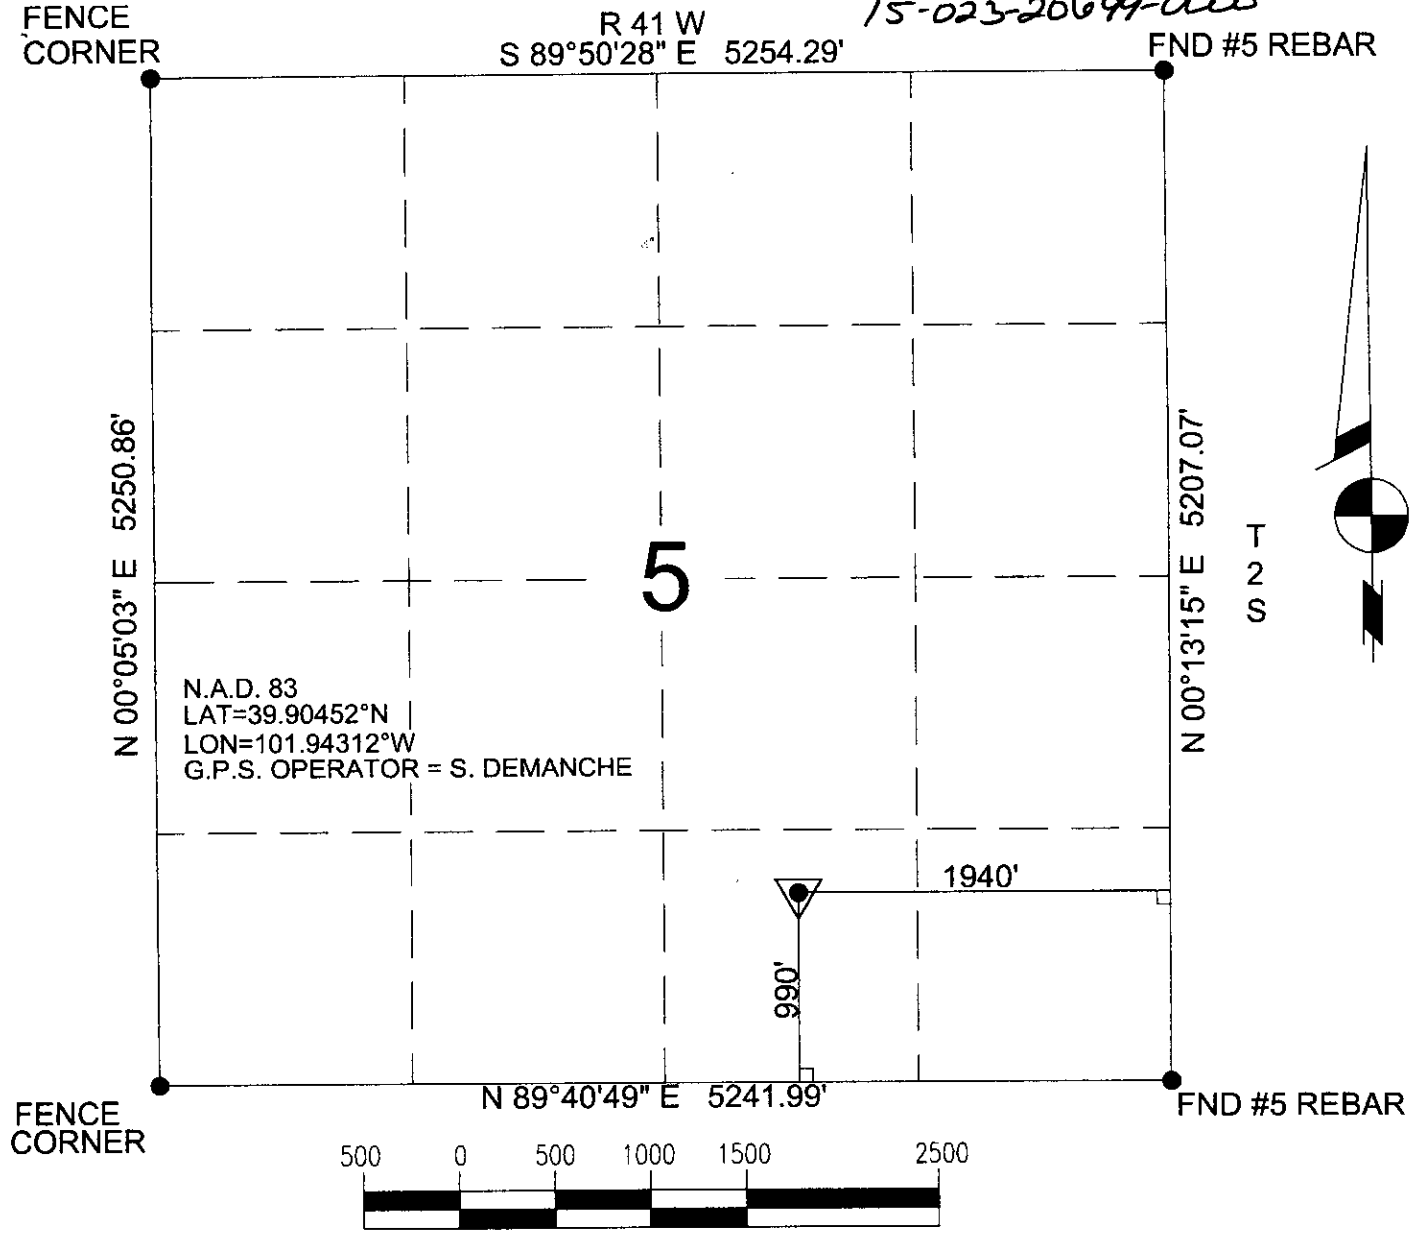 FENCE
CORNER
R 41 W
S 89°50'28" E 5254.29'
FND #5 REBAR
N 00°05'03" E 5250.86'
5
N 00°13'15" E 5207.07'
T
2
S
N.A.D. 83
LAT=39.90452°N
LON=101.94312°W
G.P.S. OPERATOR = S. DEMANCHE
1940'
990'
N 89°40'49" E 5241.99'
FENCE
CORNER
FND #5 REBAR
500 0 500 1000 1500 2500